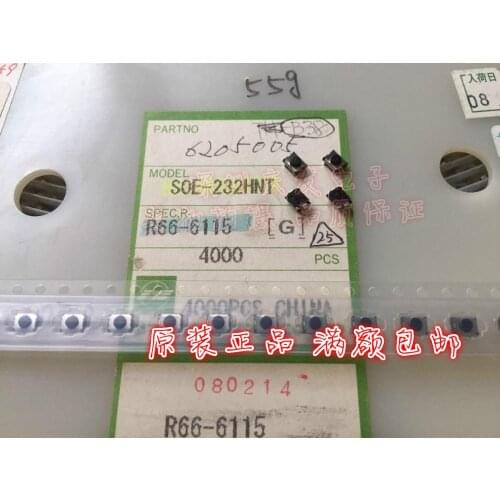 559
入荷日
08
PARTNO
B38
6205005
MODEL
SOE-232HNT
SPEC.R
R66-6115 [G] 25
4000 PCS
4000PCS CHINA
原装正品 满额包邮
080214
R66-6115